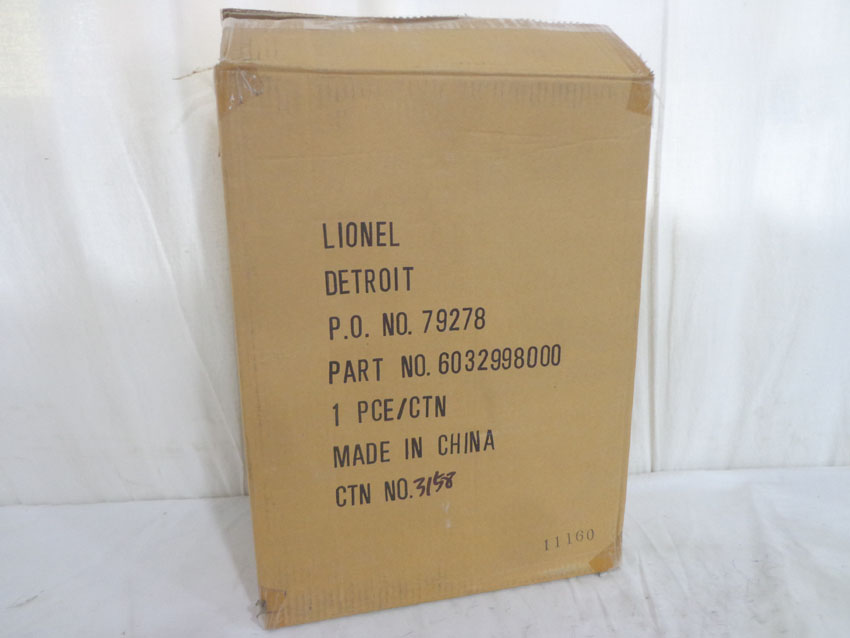 LIONEL
DETROIT
P.O. NO. 79278
PART NO. 6032998000
1 PCE/CTN
MADE IN CHINA
CTN NO. 3158
11160